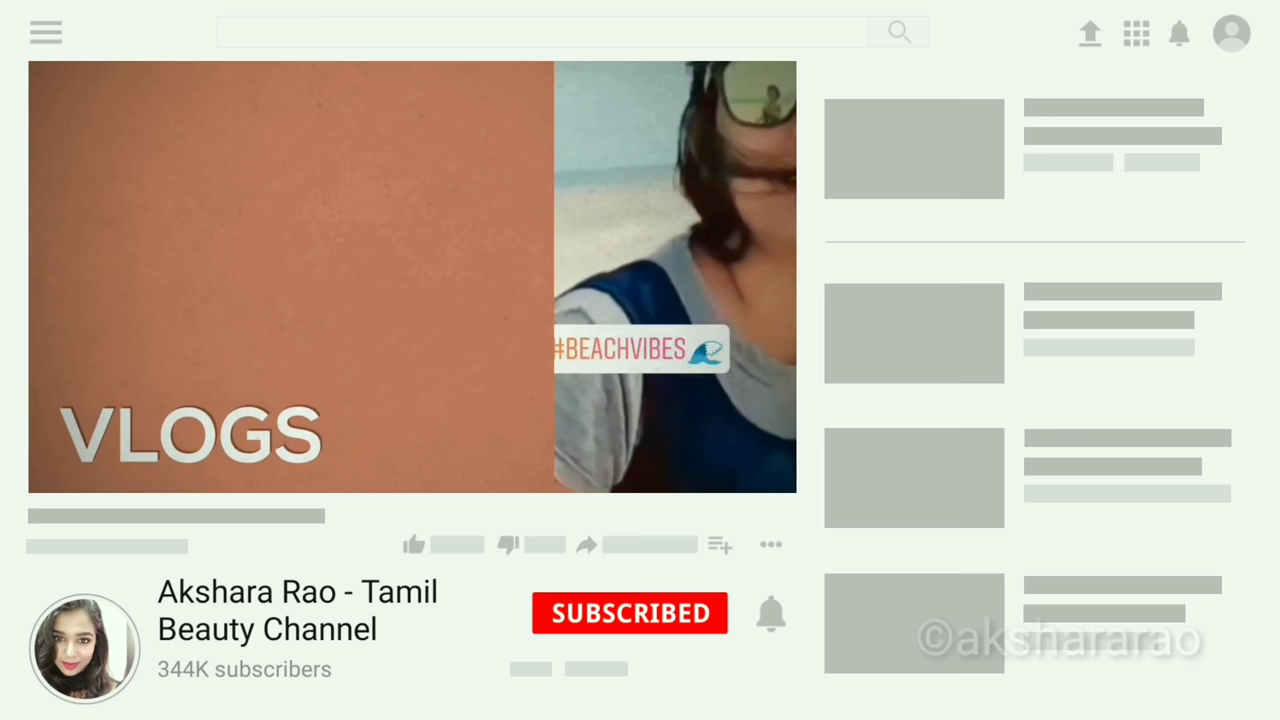 #BEACHVIBES
VLOGS
Akshara Rao - Tamil
Beauty Channel
SUBSCRIBED
344K subscribers
©akshararao